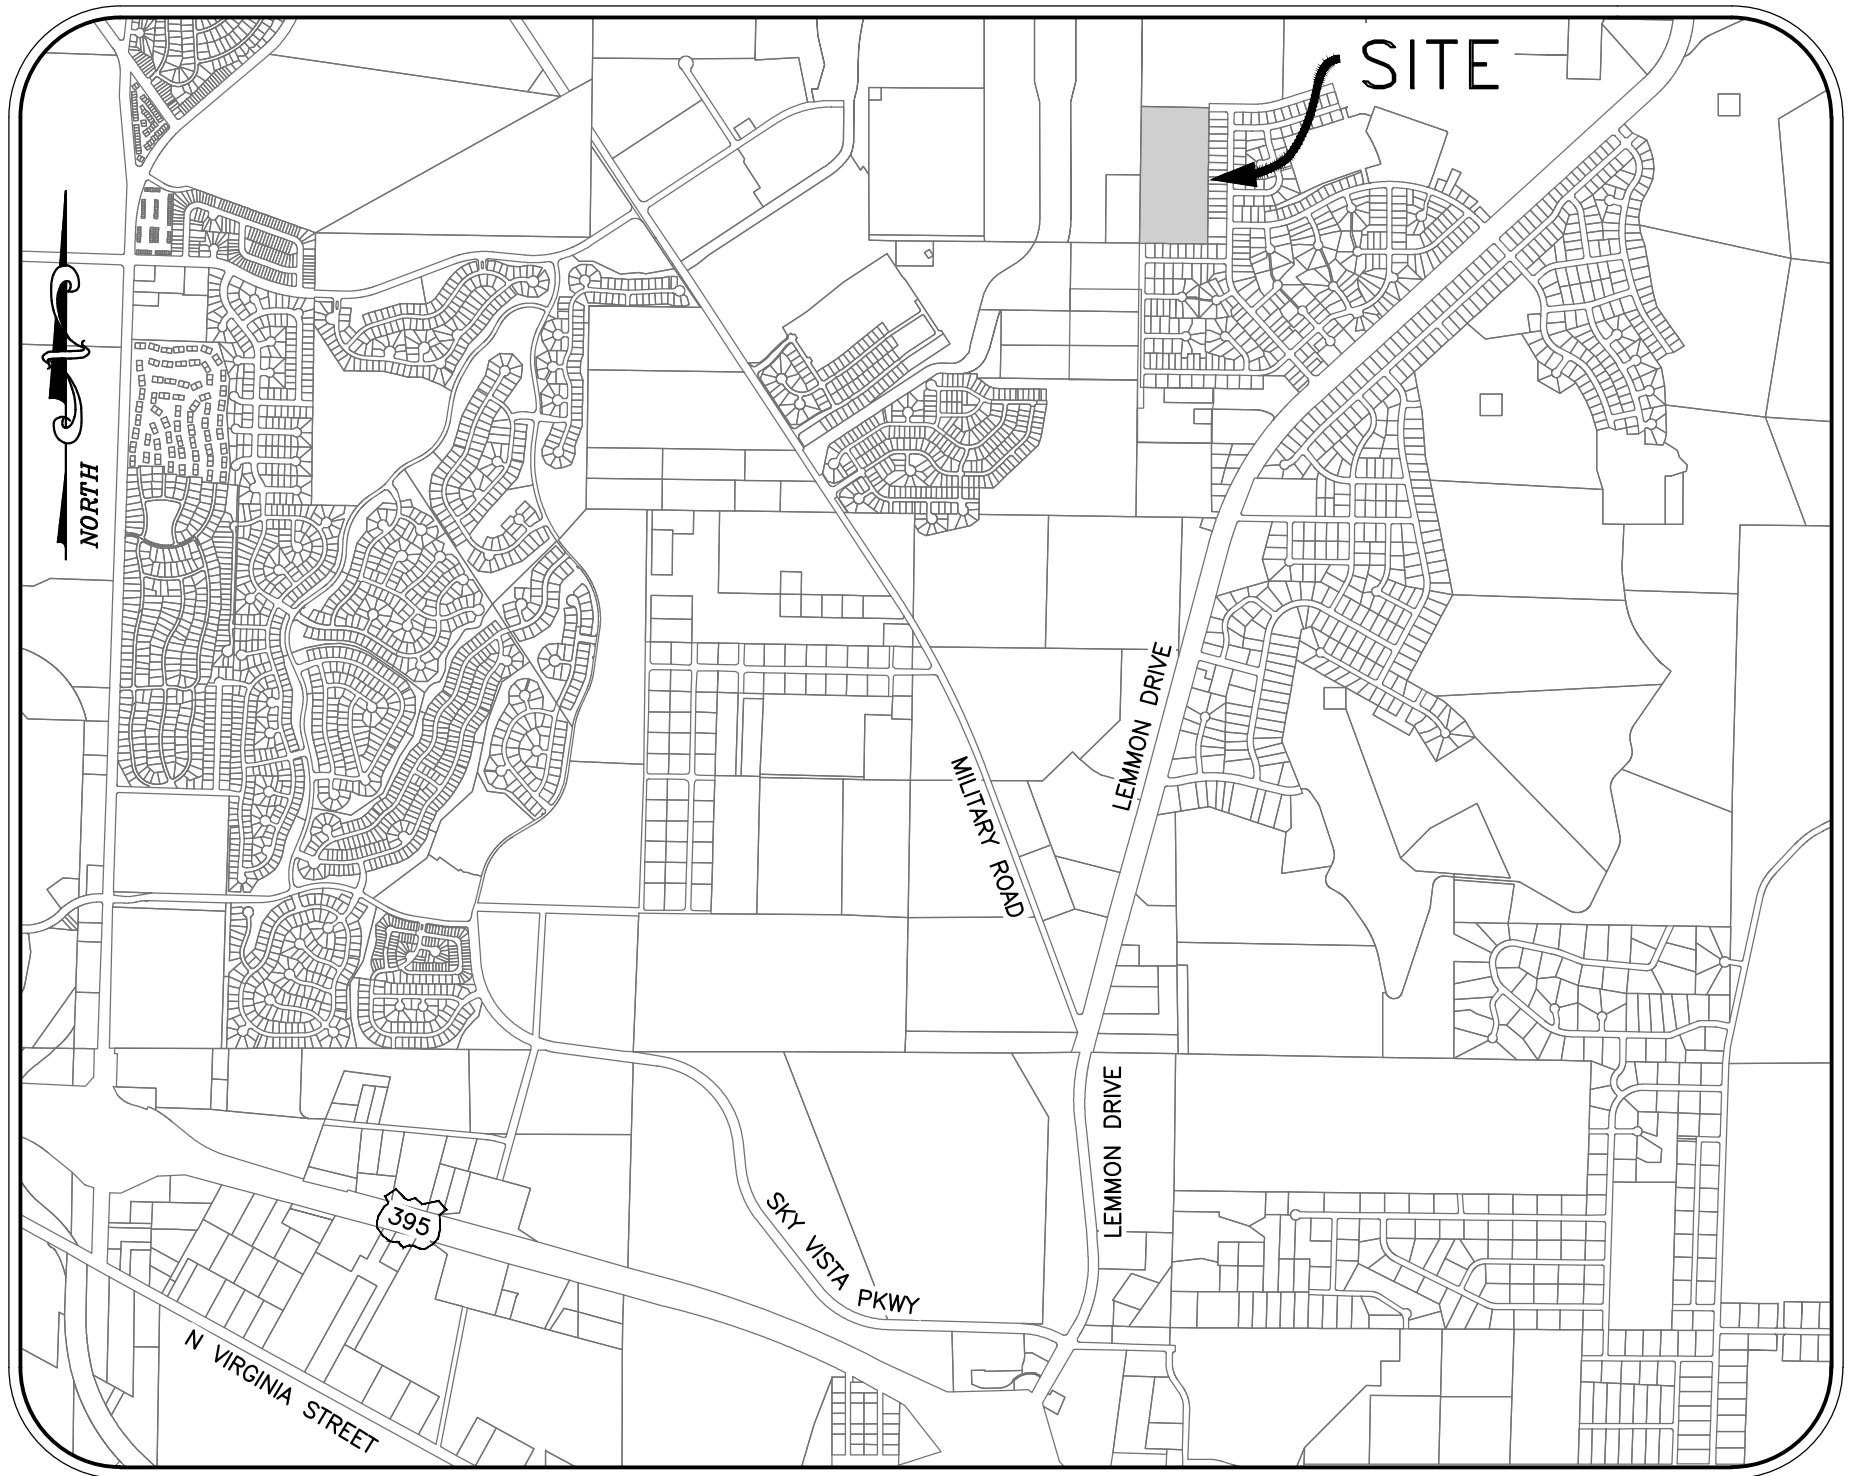 SITE
NORTH
LEMMON DRIVE
MILITARY ROAD
LEMMON DRIVE
395
SKY VISTA PKWY
N VIRGINIA STREET